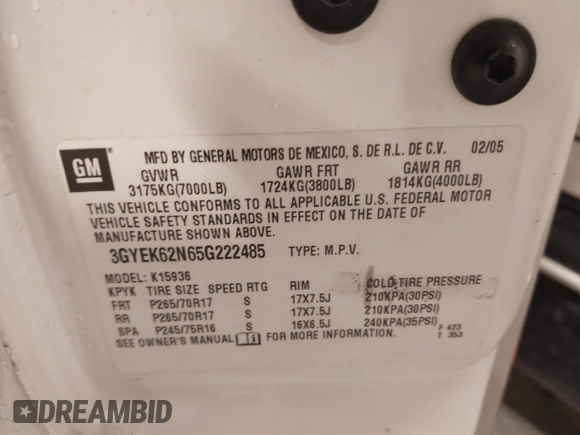 GM
MFD BY GENERAL MOTORS DE MEXICO, S. DE R.L. DE C.V. 02/05
GVWR GAWR FRT GAWR RR
3175KG(7000LB) 1724KG(3800LB) 1814KG(4000LB)
THIS VEHICLE CONFORMS TO ALL APPLICABLE U.S. FEDERAL MOTOR
VEHICLE SAFETY STANDARDS IN EFFECT ON THE DATE OF
MANUFACTURE SHOWN ABOVE.
3GYEK62N65G222485 TYPE: M.P.V.
MODEL: K15936
KPYK TIRE SIZE SPEED RTG RIM COLD TIRE PRESSURE
FRT P265/70R17 S 17X7.5J 210KPA(30PSI)
RR P265/70R17 S 17X7.5J 210KPA(30PSI)
SPA P245/75R16 S 16X6.5J 240KPA(35PSI) F 423
SEE OWNER'S MANUAL FOR MORE INFORMATION. T 353
DREAMBID